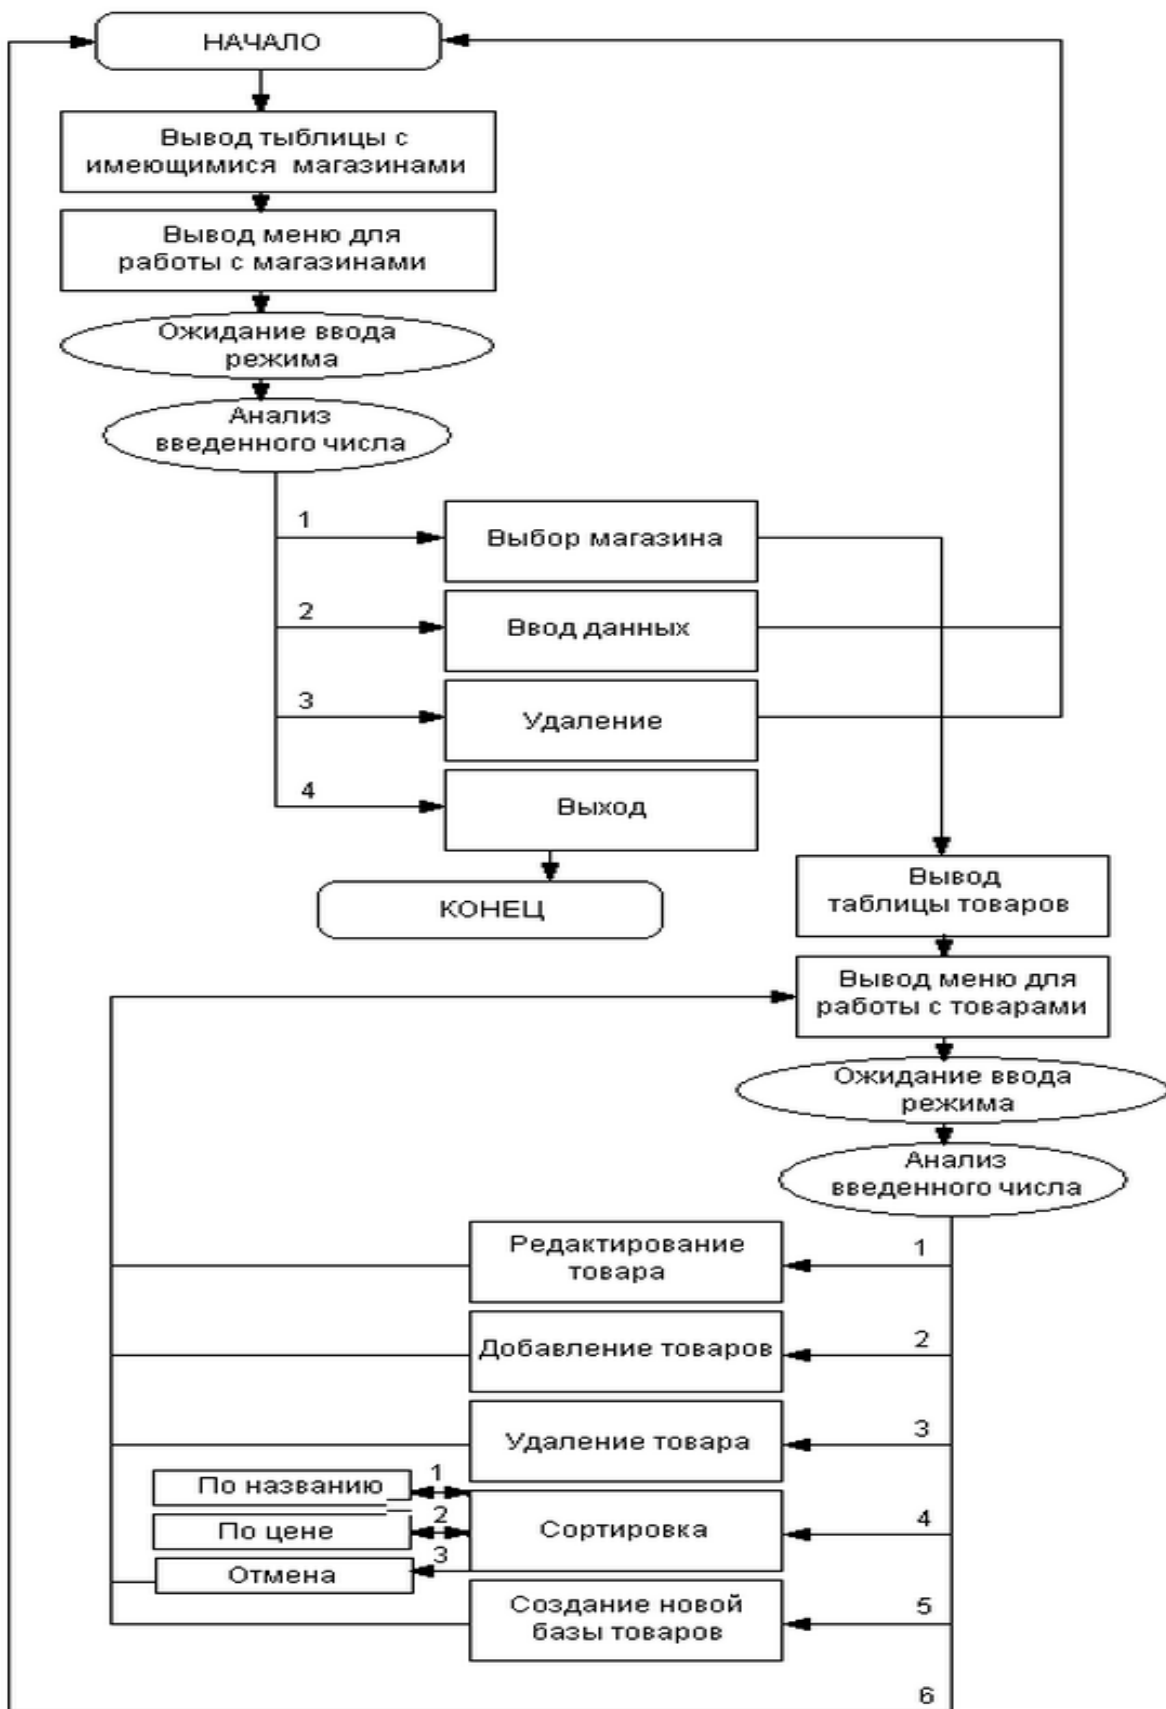 НАЧАЛО
Вывод тыблицы с
имеющимися магазинами
Вывод меню для
работы с магазинами
Ожидание ввода
режима
Анализ
введенного числа
1
Выбор магазина
2
Ввод данных
3
Удаление
4
Выход
КОНЕЦ
Вывод
таблицы товаров
Вывод меню для
работы с товарами
Ожидание ввода
режима
Анализ
введенного числа
Редактирование
товара
1
Добавление товаров
2
Удаление товара
3
По названию
1
По цене
2
Отмена
3
Сортировка
4
Создание новой
базы товаров
5
6